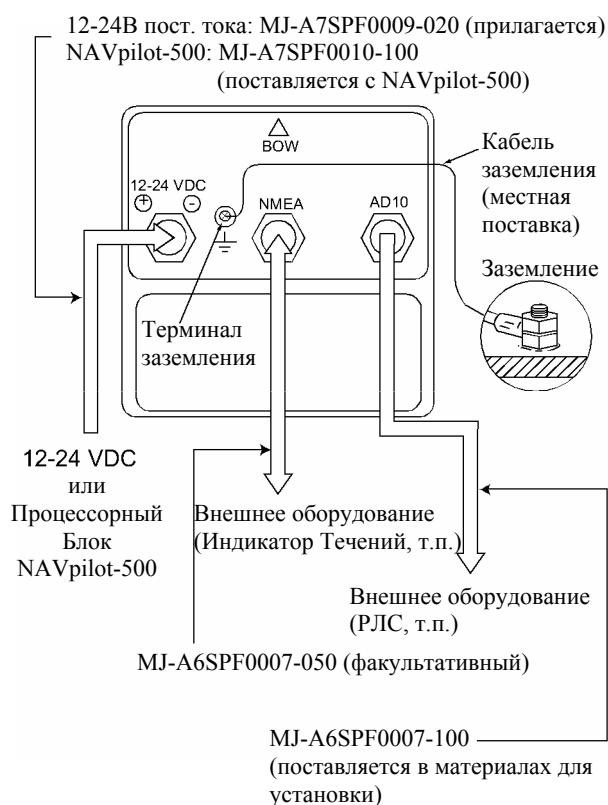 12-24В пост. тока: MJ-A7SPF0009-020 (прилагается)
NAVpilot-500: MJ-A7SPF0010-100
(поставляется с NAVpilot-500)
BOW
Кабель
заземления
(местная
поставка)
12-24 VDC
+ -
NMEA
AD10
Заземление
Терминал
заземления
12-24 VDC
или
Процессорный
Блок
NAVpilot-500
Внешнее оборудование
(Индикатор Течений, т.п.)
Внешнее оборудование
(РЛС, т.п.)
MJ-A6SPF0007-050 (факультативный)
MJ-A6SPF0007-100
(поставляется в материалах для
установки)